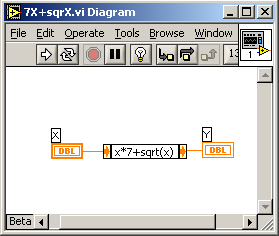 7X+sqrX.vi Diagram
File Edit Operate Tools Browse Window
13
1
X
Y
DBL
x*7+sqrt(x)
DBL
Beta